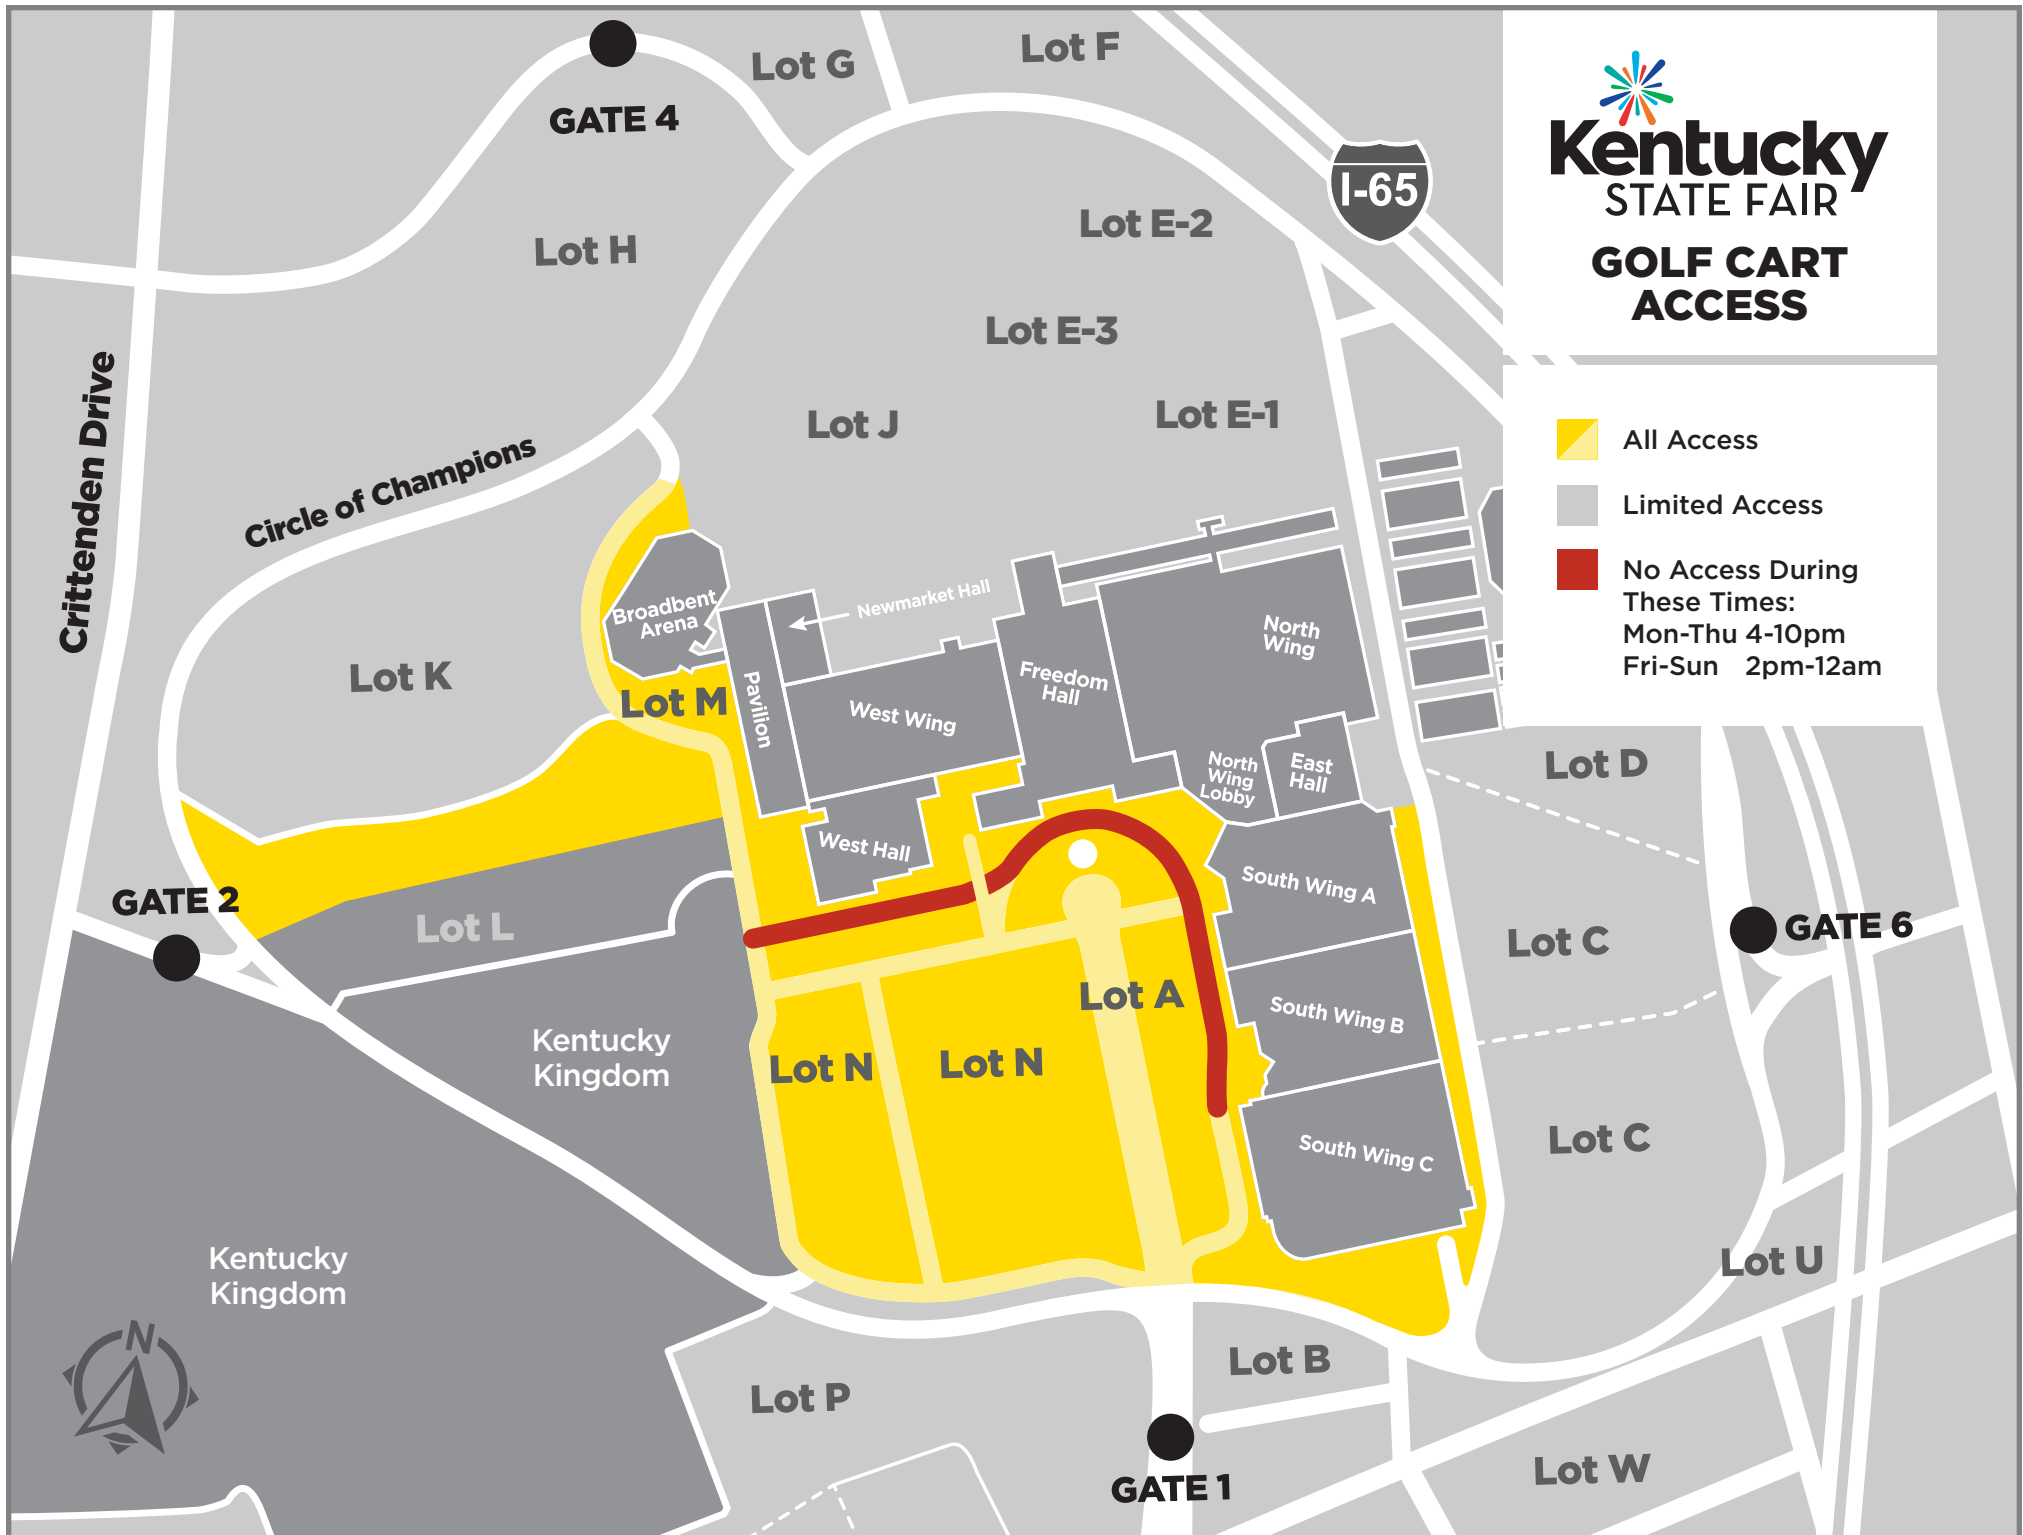 Kentucky
STATE FAIR
GOLF CART
ACCESS
All Access
Limited Access
No Access During
These Times:
Mon-Thu 4-10pm
Fri-Sun 2pm-12am
I-65
Lot G
Lot F
GATE 4
Lot H
Lot E-2
Lot E-3
Lot J
Lot E-1
Crittenden Drive
Circle of Champions
Lot K
Broadbent
Arena
Newmarket Hall
Lot M
Pavilion
West Wing
Freedom
Hall
North
Wing
North
Wing
Lobby
East
Hall
West Hall
Lot D
GATE 2
Lot L
South Wing A
Lot C
GATE 6
Lot A
South Wing B
Kentucky
Kingdom
Lot N
Lot N
South Wing C
Lot C
Kentucky
Kingdom
Lot U
N
Lot B
Lot P
GATE 1
Lot W